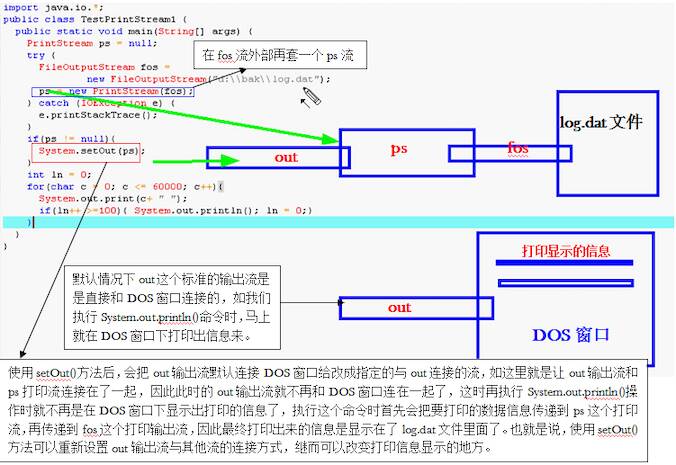 import java.io.*;
public class TestPrintStream1 {
public static void main(String[] args) {
PrintStream ps = null;
try {
在 fos 流外部再套一个 ps 流
FileOutputStream fos =
new FileOutputStream("d:\\bak\\log.dat");
ps = new PrintStream(fos);
} catch (IOException e) {
e.printStackTrace();
}
if(ps != null){
System.setOut(ps);
}
int ln = 0;
for(char c = 0; c <= 60000; c++){
System.out.print(c+ " ");
if(ln++ >=100){ System.out.println(); ln = 0;}
}
}
}
out
ps
fos
log.dat 文件
打印显示的信息
out
DOS 窗口
默认情况下 out 这个标准的输出流是
是直接和 DOS 窗口连接的，如我们
执行 System.out.println()命令时，马上
就在 DOS 窗口下打印出信息来。
使用 setOut()方法后，会把 out 输出流默认连接 DOS 窗口给改成指定的与 out 连接的流，如这里就是让 out 输出流和
ps 打印流连接在了一起，因此此时的 out 输出流就不再和 DOS 窗口连在一起了，这时再执行 System.out.println()操
作时就不再是在 DOS 窗口下显示出打印的信息了，执行这个命令时首先会把要打印的数据信息传递到 ps 这个打印
流，再传递到 fos 这个打印输出流，因此最终打印出来的信息是显示在了 log.dat 文件里面了。也就是说，使用 setOut()
方法可以重新设置 out 输出流与其他流的连接方式，继而可以改变打印信息显示的地方。